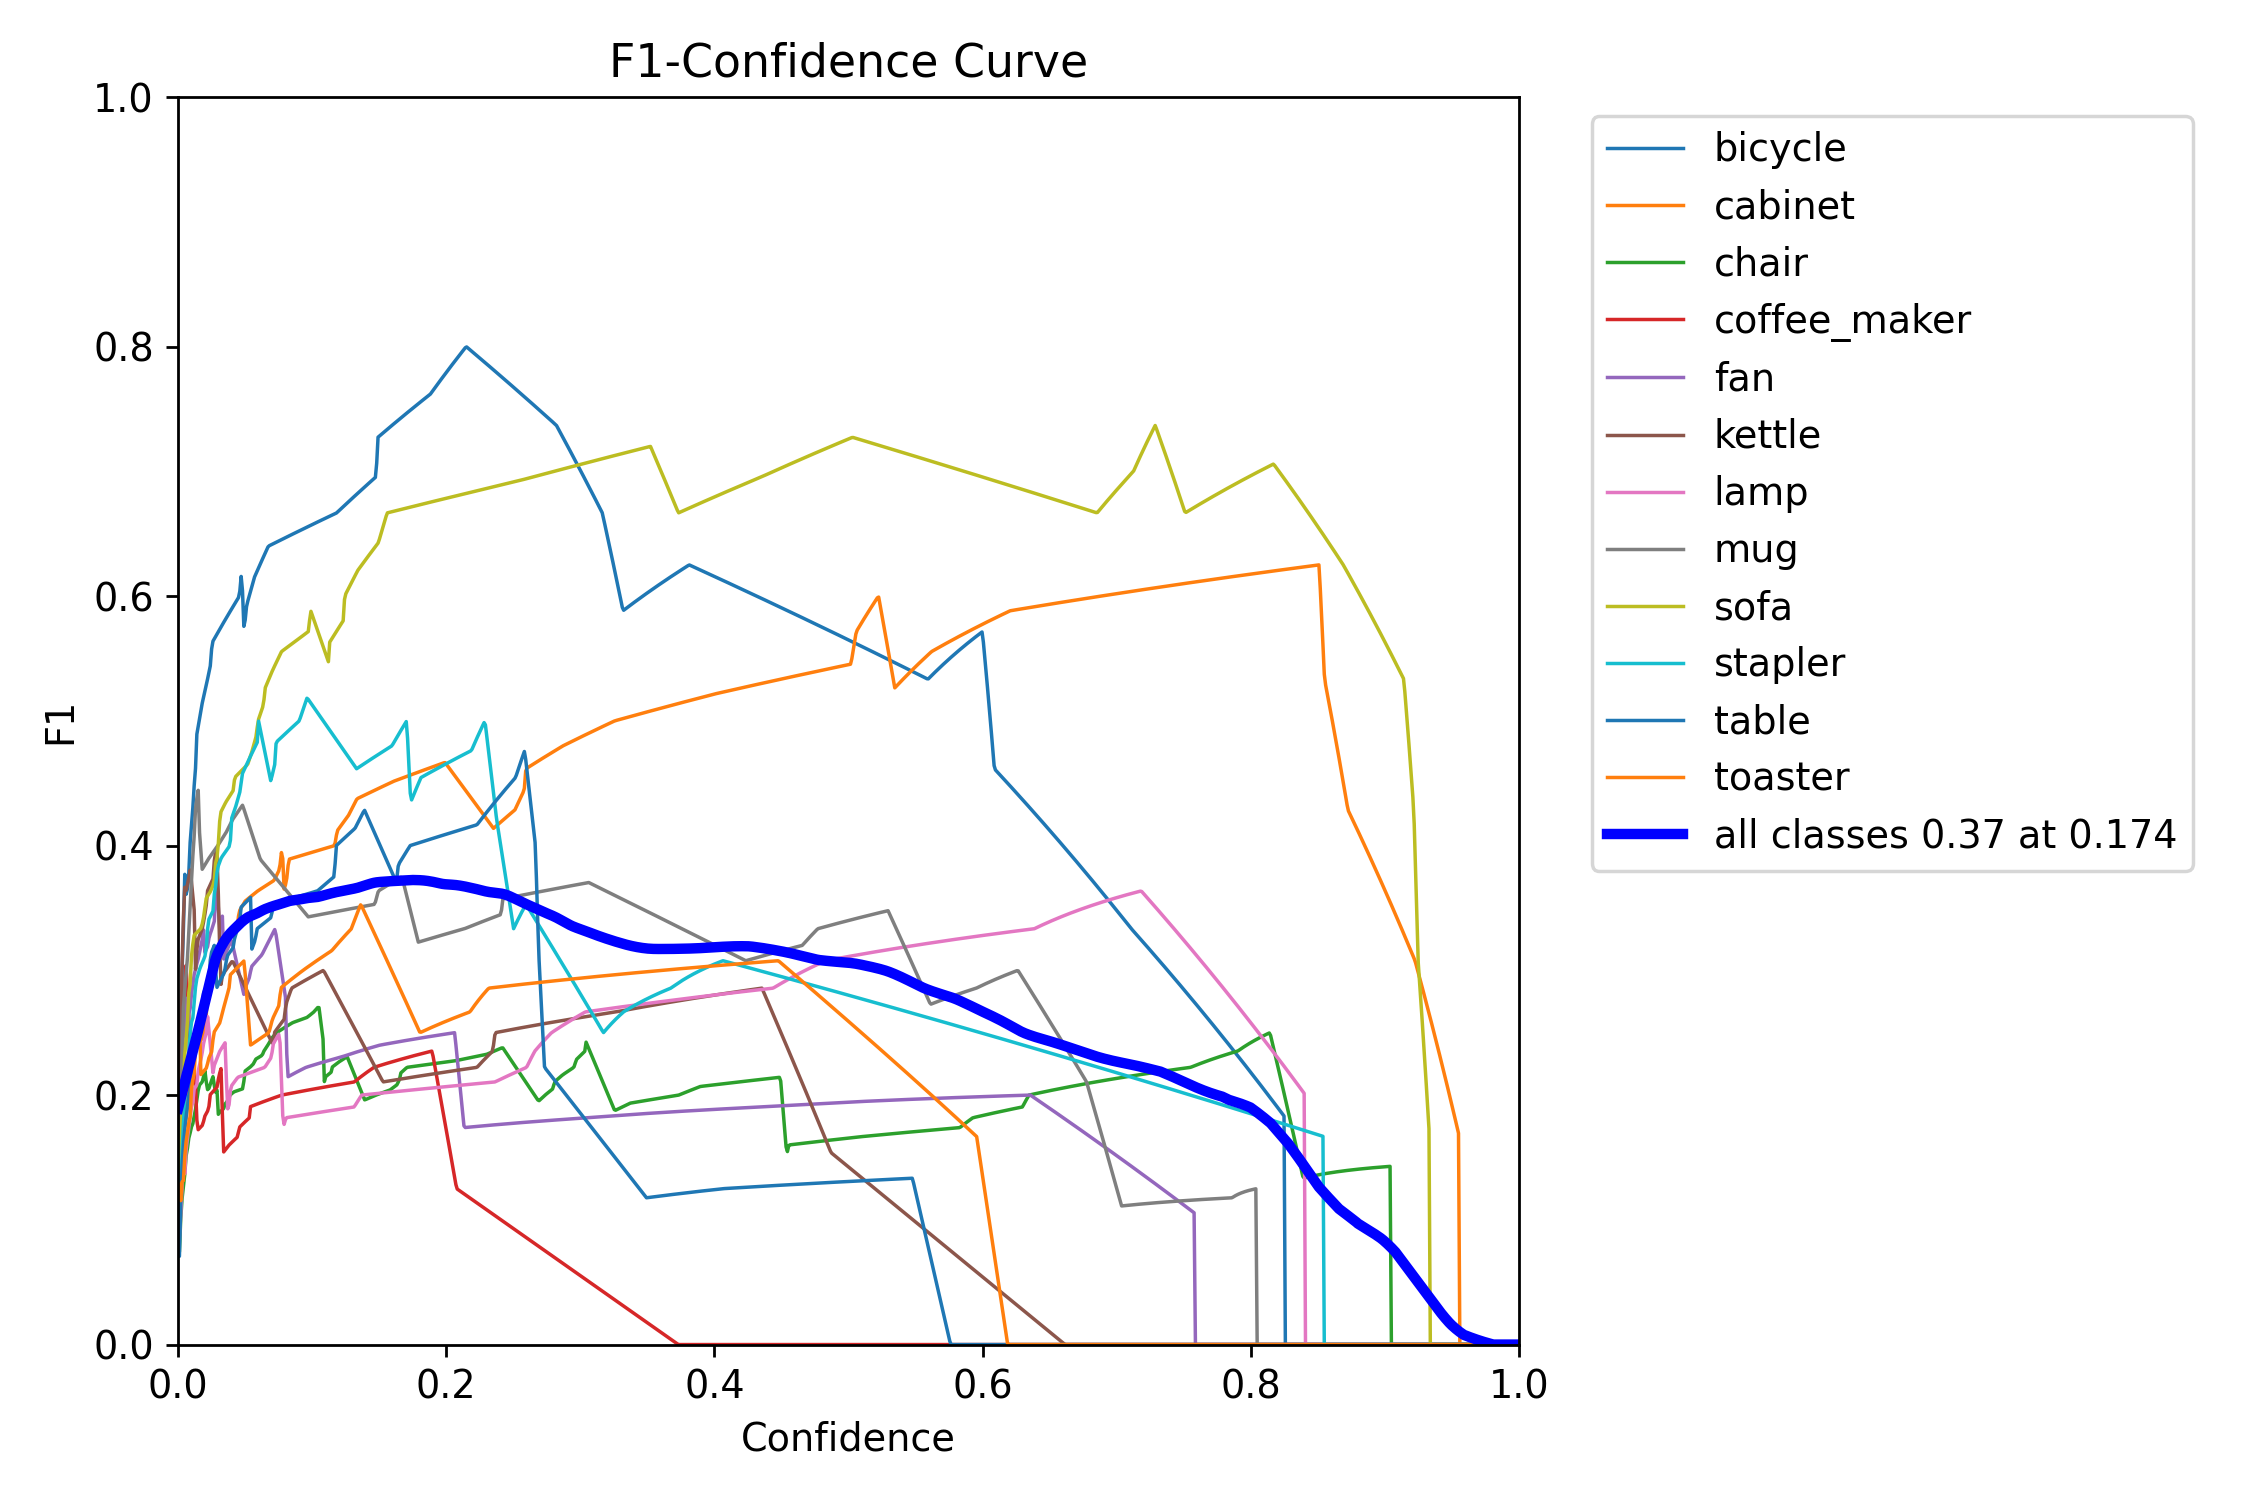 F1-Confidence Curve
1.0
0.8
0.6
0.4
0.2
0.0
F1
0.0 0.2 0.4 0.6 0.8 1.0
Confidence
bicycle
cabinet
chair
coffee_maker
fan
kettle
lamp
mug
sofa
stapler
table
toaster
all classes 0.37 at 0.174